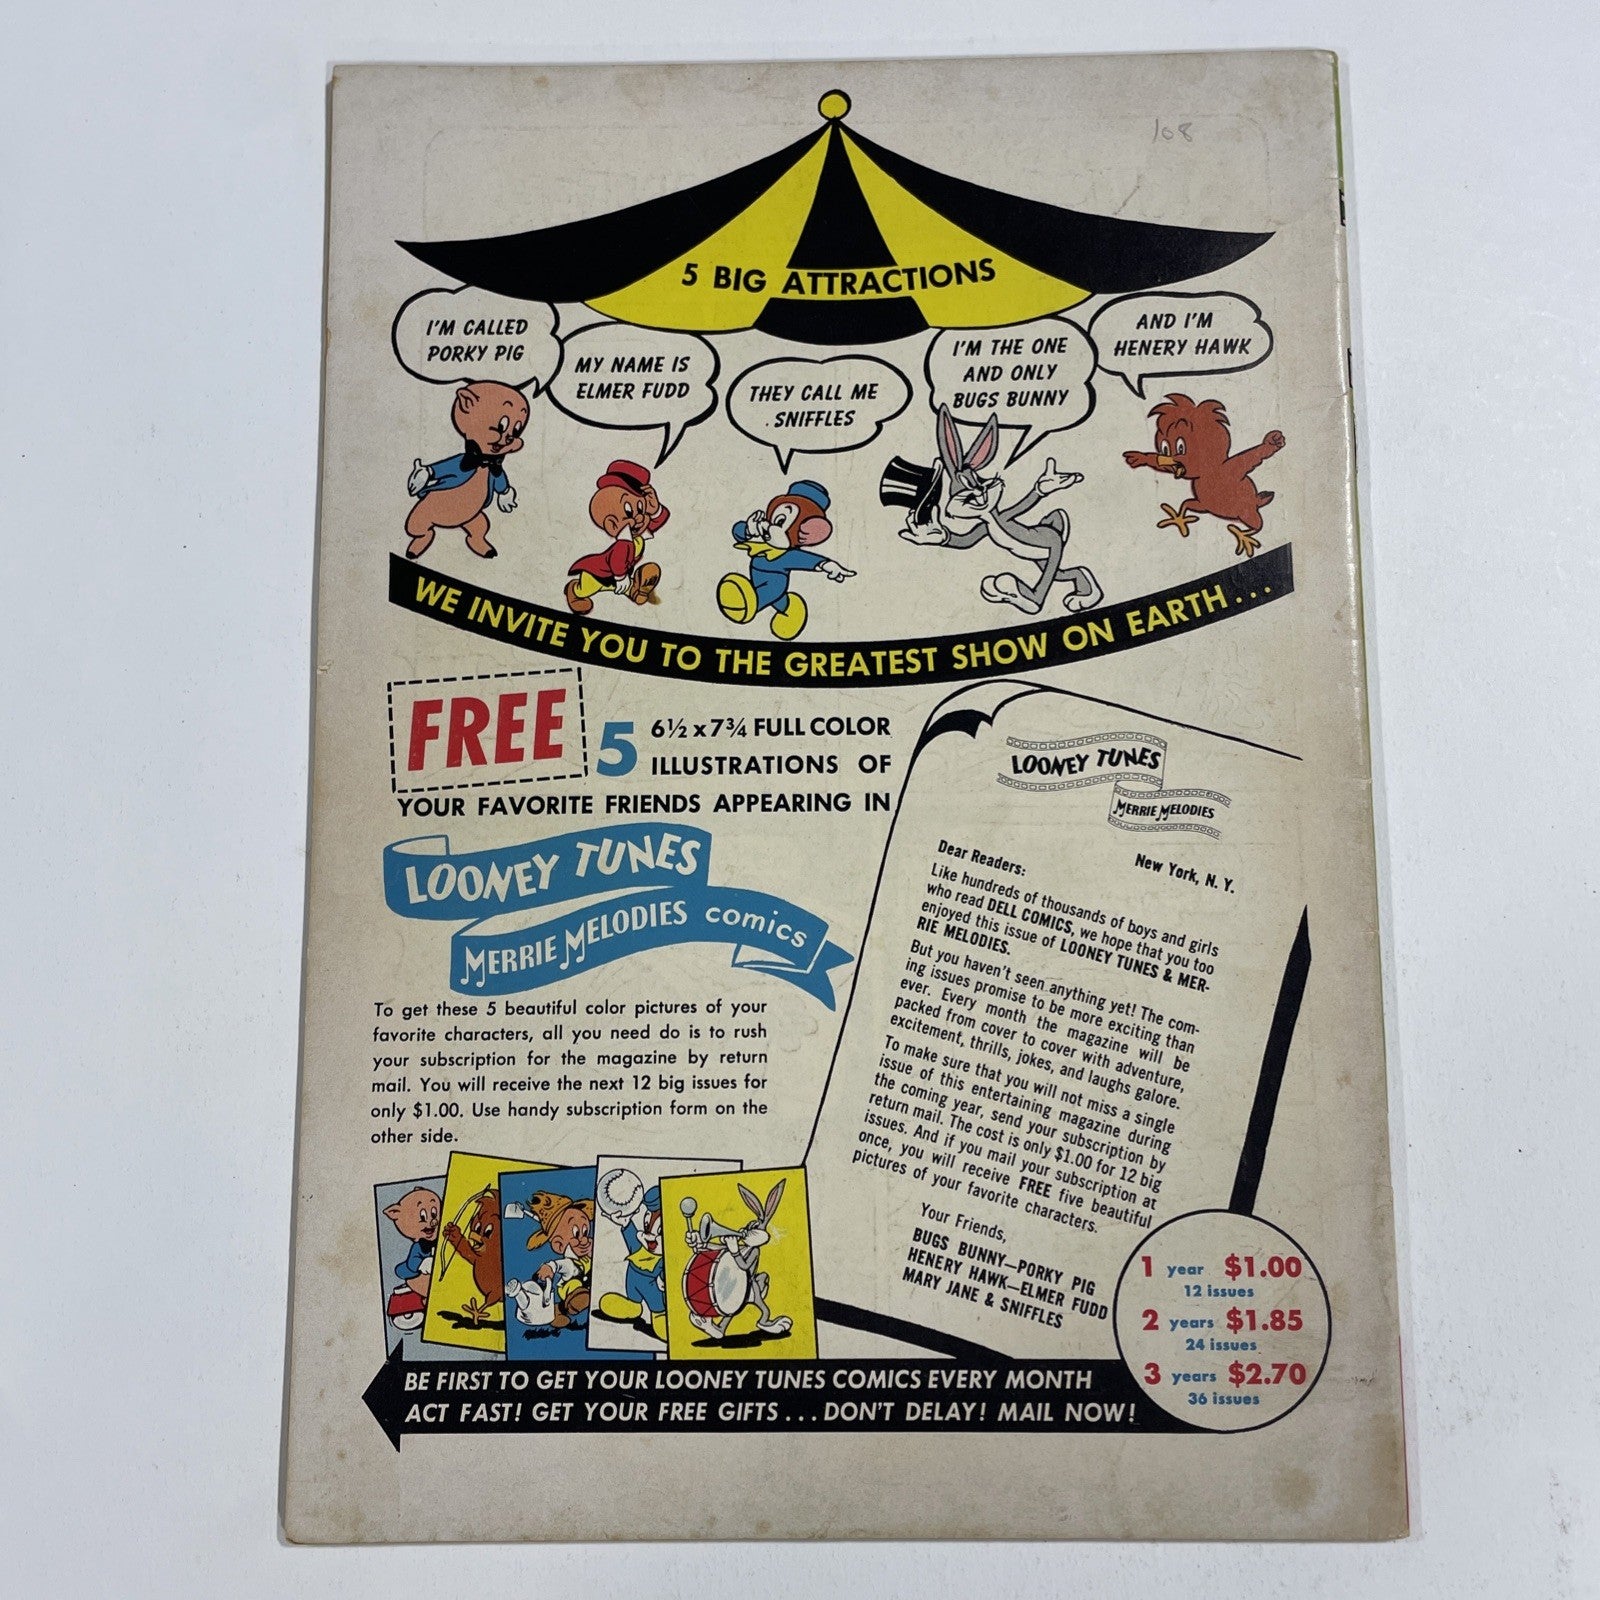 108
5 BIG ATTRACTIONS
I'M CALLED
PORKY PIG
MY NAME IS
ELMER FUDD
THEY CALL ME
SNIFFLES
I'M THE ONE
AND ONLY
BUGS BUNNY
AND I'M
HENERY HAWK
WE INVITE YOU TO THE GREATEST SHOW ON EARTH...
FREE
5
6½ x 7¾ FULL COLOR
ILLUSTRATIONS OF
YOUR FAVORITE FRIENDS APPEARING IN
LOONEY TUNES
MERRIE MELODIES comics
To get these 5 beautiful color pictures of your
favorite characters, all you need do is to rush
your subscription for the magazine by return
mail. You will receive the next 12 big issues for
only $1.00. Use handy subscription form on the
other side.
LOONEY TUNES
MERRIE MELODIES
New York, N. Y.
Dear Readers:
Like hundreds of thousands of boys and girls
who read DELL COMICS, we hope that you too
enjoyed this issue of LOONEY TUNES & MER-
RIE MELODIES.
But you haven't seen anything yet! The com-
ing issues promise to be more exciting than
ever. Every month the magazine will be
packed from cover to cover with adventure,
excitement, thrills, jokes, and laughs galore.
To make sure that you will not miss a single
issue of this entertaining magazine during
the coming year, send your subscription by
return mail. The cost is only $1.00 for 12 big
issues. And if you mail your subscription at
once, you will receive FREE five beautiful
pictures of your favorite characters.
Your Friends,
BUGS BUNNY—PORKY PIG
HENERY HAWK—ELMER FUDD
MARY JANE & SNIFFLES
1 year $1.00
12 issues
2 years $1.85
24 issues
3 years $2.70
36 issues
BE FIRST TO GET YOUR LOONEY TUNES COMICS EVERY MONTH
ACT FAST! GET YOUR FREE GIFTS... DON'T DELAY! MAIL NOW!